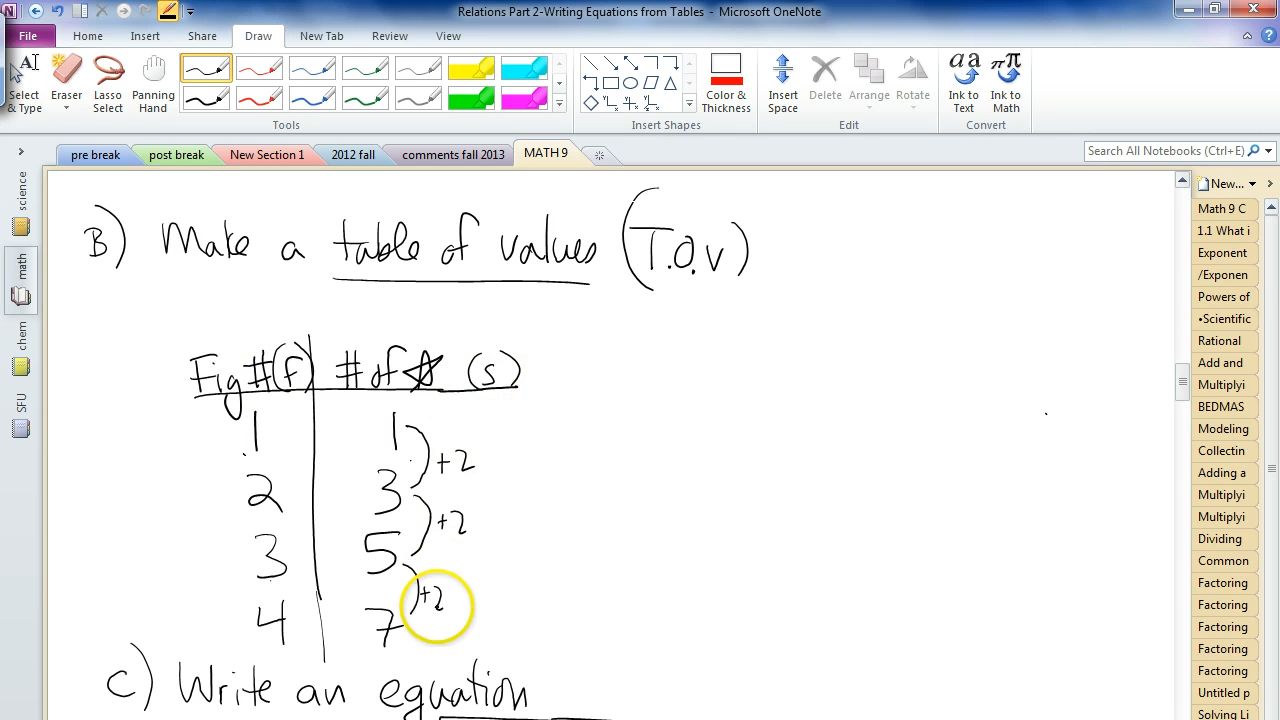 Relations Part 2-Writing Equations from Tables - Microsoft OneNote
File Home Insert Share Draw New Tab Review View
Select & Type
Eraser
Lasso Select
Panning Hand
Color & Thickness
Insert Space
Delete
Arrange
Rotate
Ink to Text
Ink to Math
Tools Insert Shapes Edit Convert
pre break post break New Section 1 2012 fall comments fall 2013 MATH 9
Search All Notebooks (Ctrl+E)
science
math
chem
SFU
B) Make a table of values (T.O.V)
Fig #(f) # of ☆ (s)
1 1
+2
2 3
+2
3 5
+2
4 7
C) Write an equation
New...
Math 9 C
1.1 What i
Exponent
/Exponen
Powers of
•Scientific
Rational
Add and
Multiplyi
BEDMAS
Modeling
Collectin
Adding a
Multiplyi
Multiplyi
Dividing
Common
Factoring
Factoring
Factoring
Factoring
Factoring
Untitled p
Solving Li